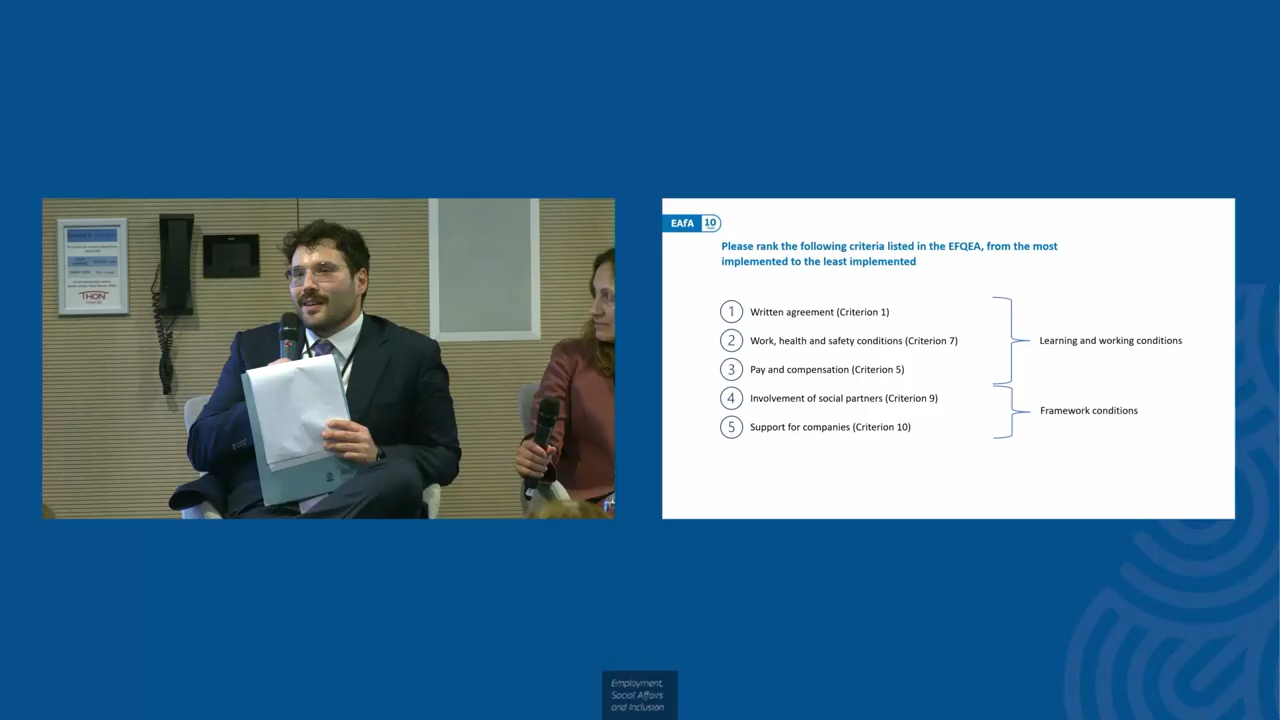 THON
EAfA
10
Please rank the following criteria listed in the EFQEA, from the most
implemented to the least implemented
1 Written agreement (Criterion 1)
2 Work, health and safety conditions (Criterion 7)
3 Pay and compensation (Criterion 5)
Learning and working conditions
4 Involvement of social partners (Criterion 9)
5 Support for companies (Criterion 10)
Framework conditions
Employment,
Social Affairs
and Inclusion